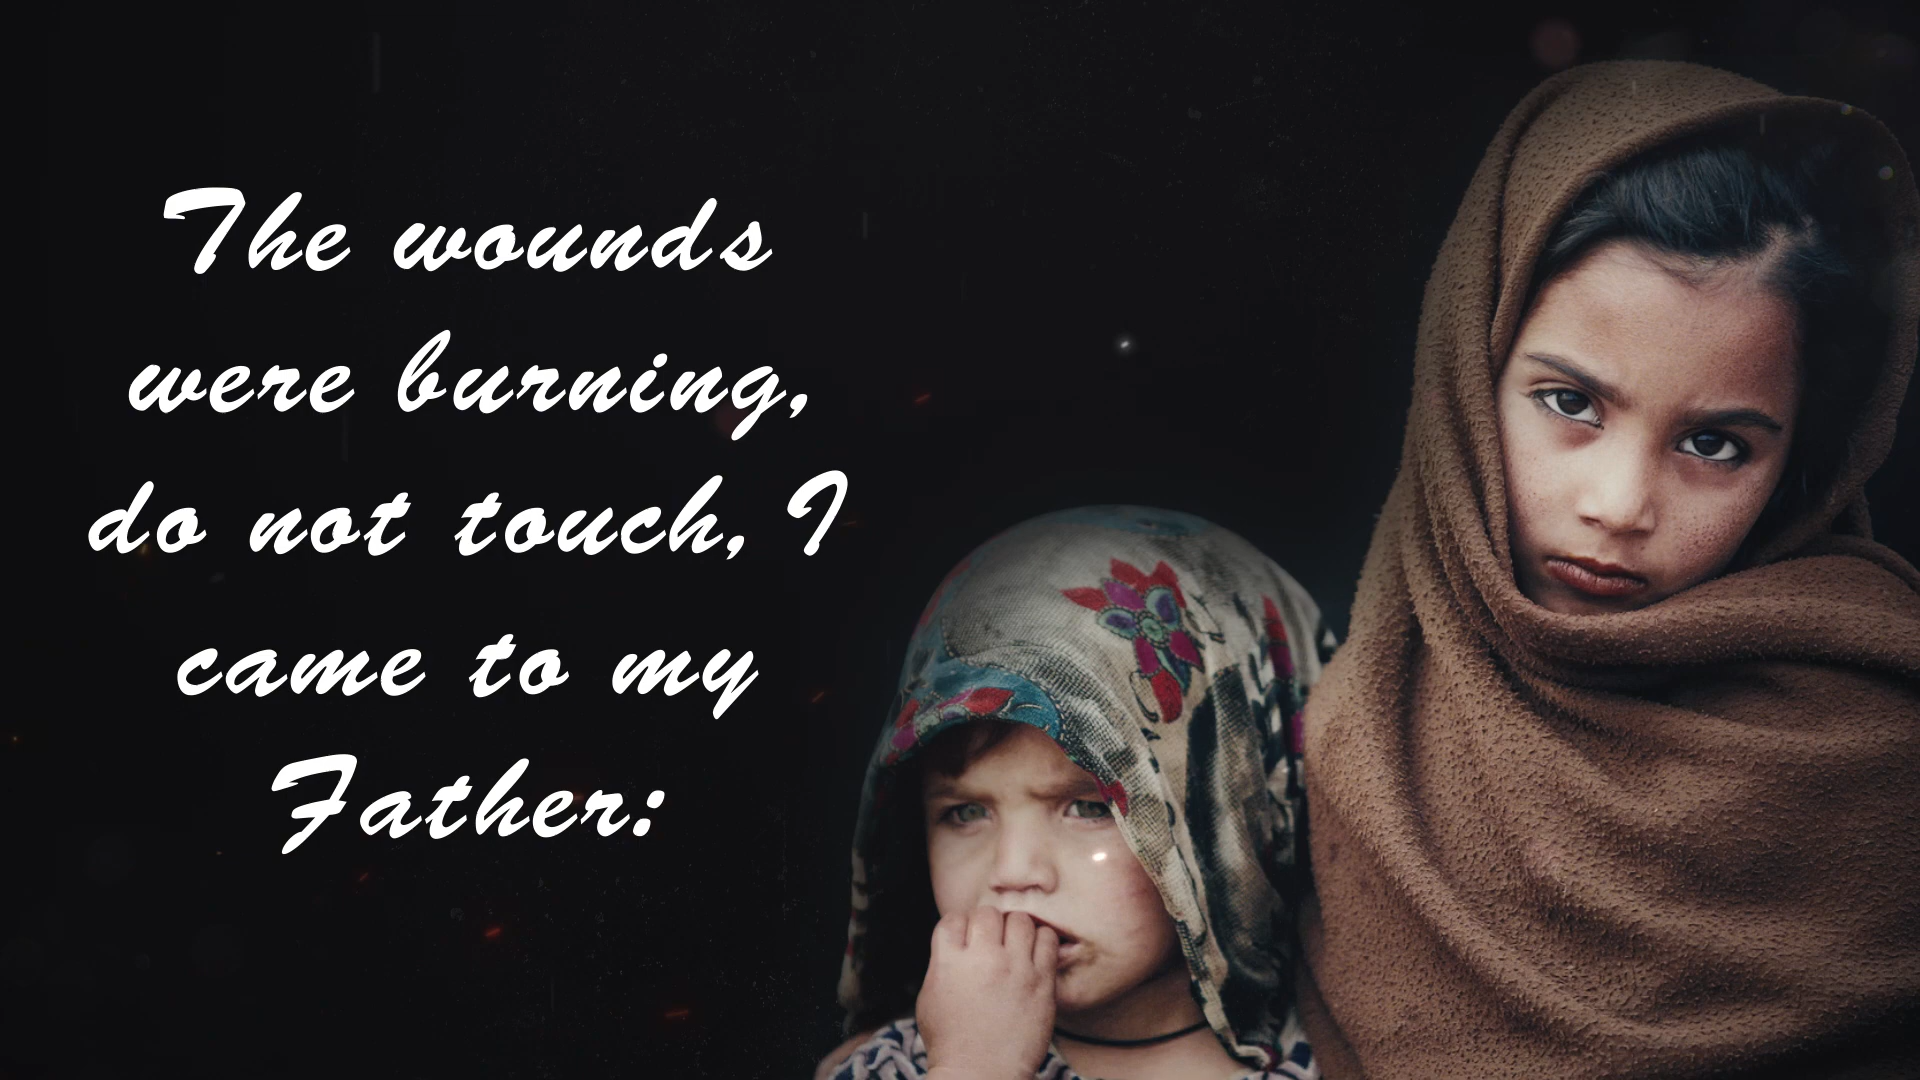 The wounds
were burning,
do not touch, I
came to my
Father: